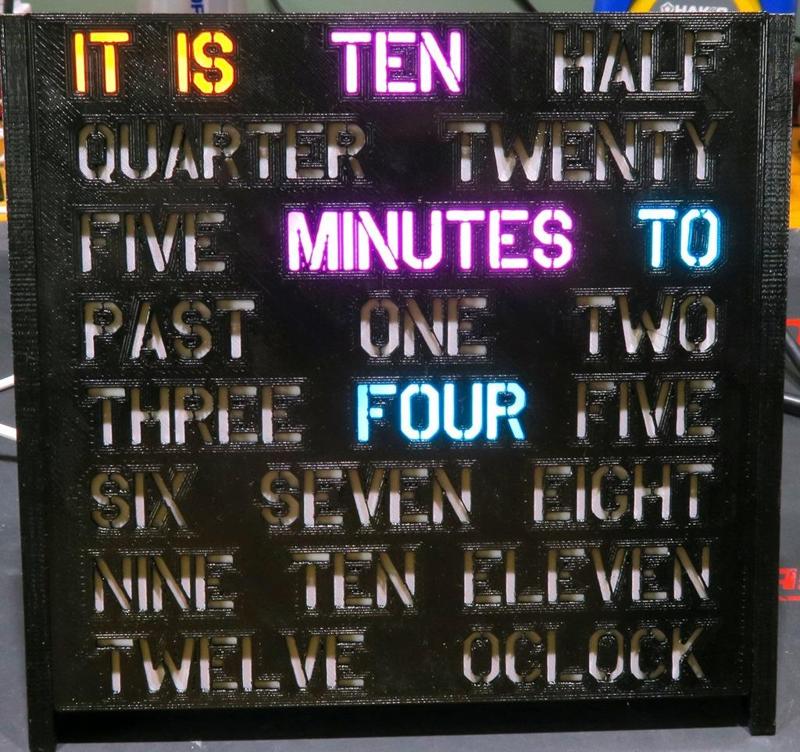 IT IS TEN HALF
QUARTER TWENTY
FIVE MINUTES TO
PAST ONE TWO
THREE FOUR FIVE
SIX SEVEN EIGHT
NINE TEN ELEVEN
TWELVE OCLOCK